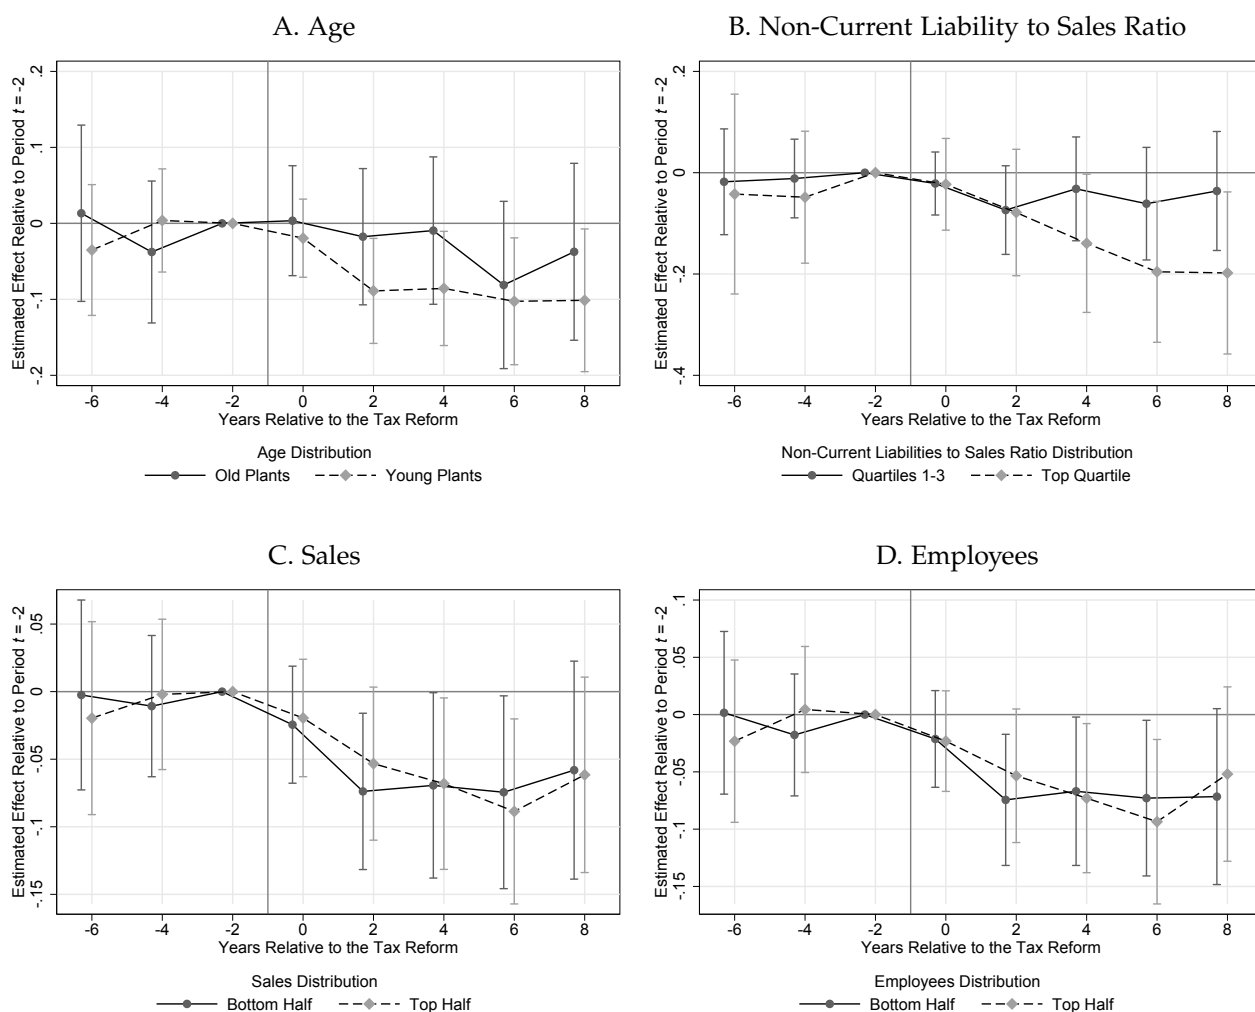 A. Age
Estimated Effect Relative to Period t = -2
.2
.1
0
-.1
-.2
-6 -4 -2 0 2 4 6 8
Years Relative to the Tax Reform
Age Distribution
Old Plants Young Plants
B. Non-Current Liability to Sales Ratio
Estimated Effect Relative to Period t = -2
.2
0
-.2
-.4
-6 -4 -2 0 2 4 6 8
Years Relative to the Tax Reform
Non-Current Liabilities to Sales Ratio Distribution
Quartiles 1-3 Top Quartile
C. Sales
Estimated Effect Relative to Period t = -2
.05
0
-.05
-.1
-.15
-6 -4 -2 0 2 4 6 8
Years Relative to the Tax Reform
Sales Distribution
Bottom Half Top Half
D. Employees
Estimated Effect Relative to Period t = -2
.1
.05
0
-.05
-.1
-.15
-6 -4 -2 0 2 4 6 8
Years Relative to the Tax Reform
Employees Distribution
Bottom Half Top Half